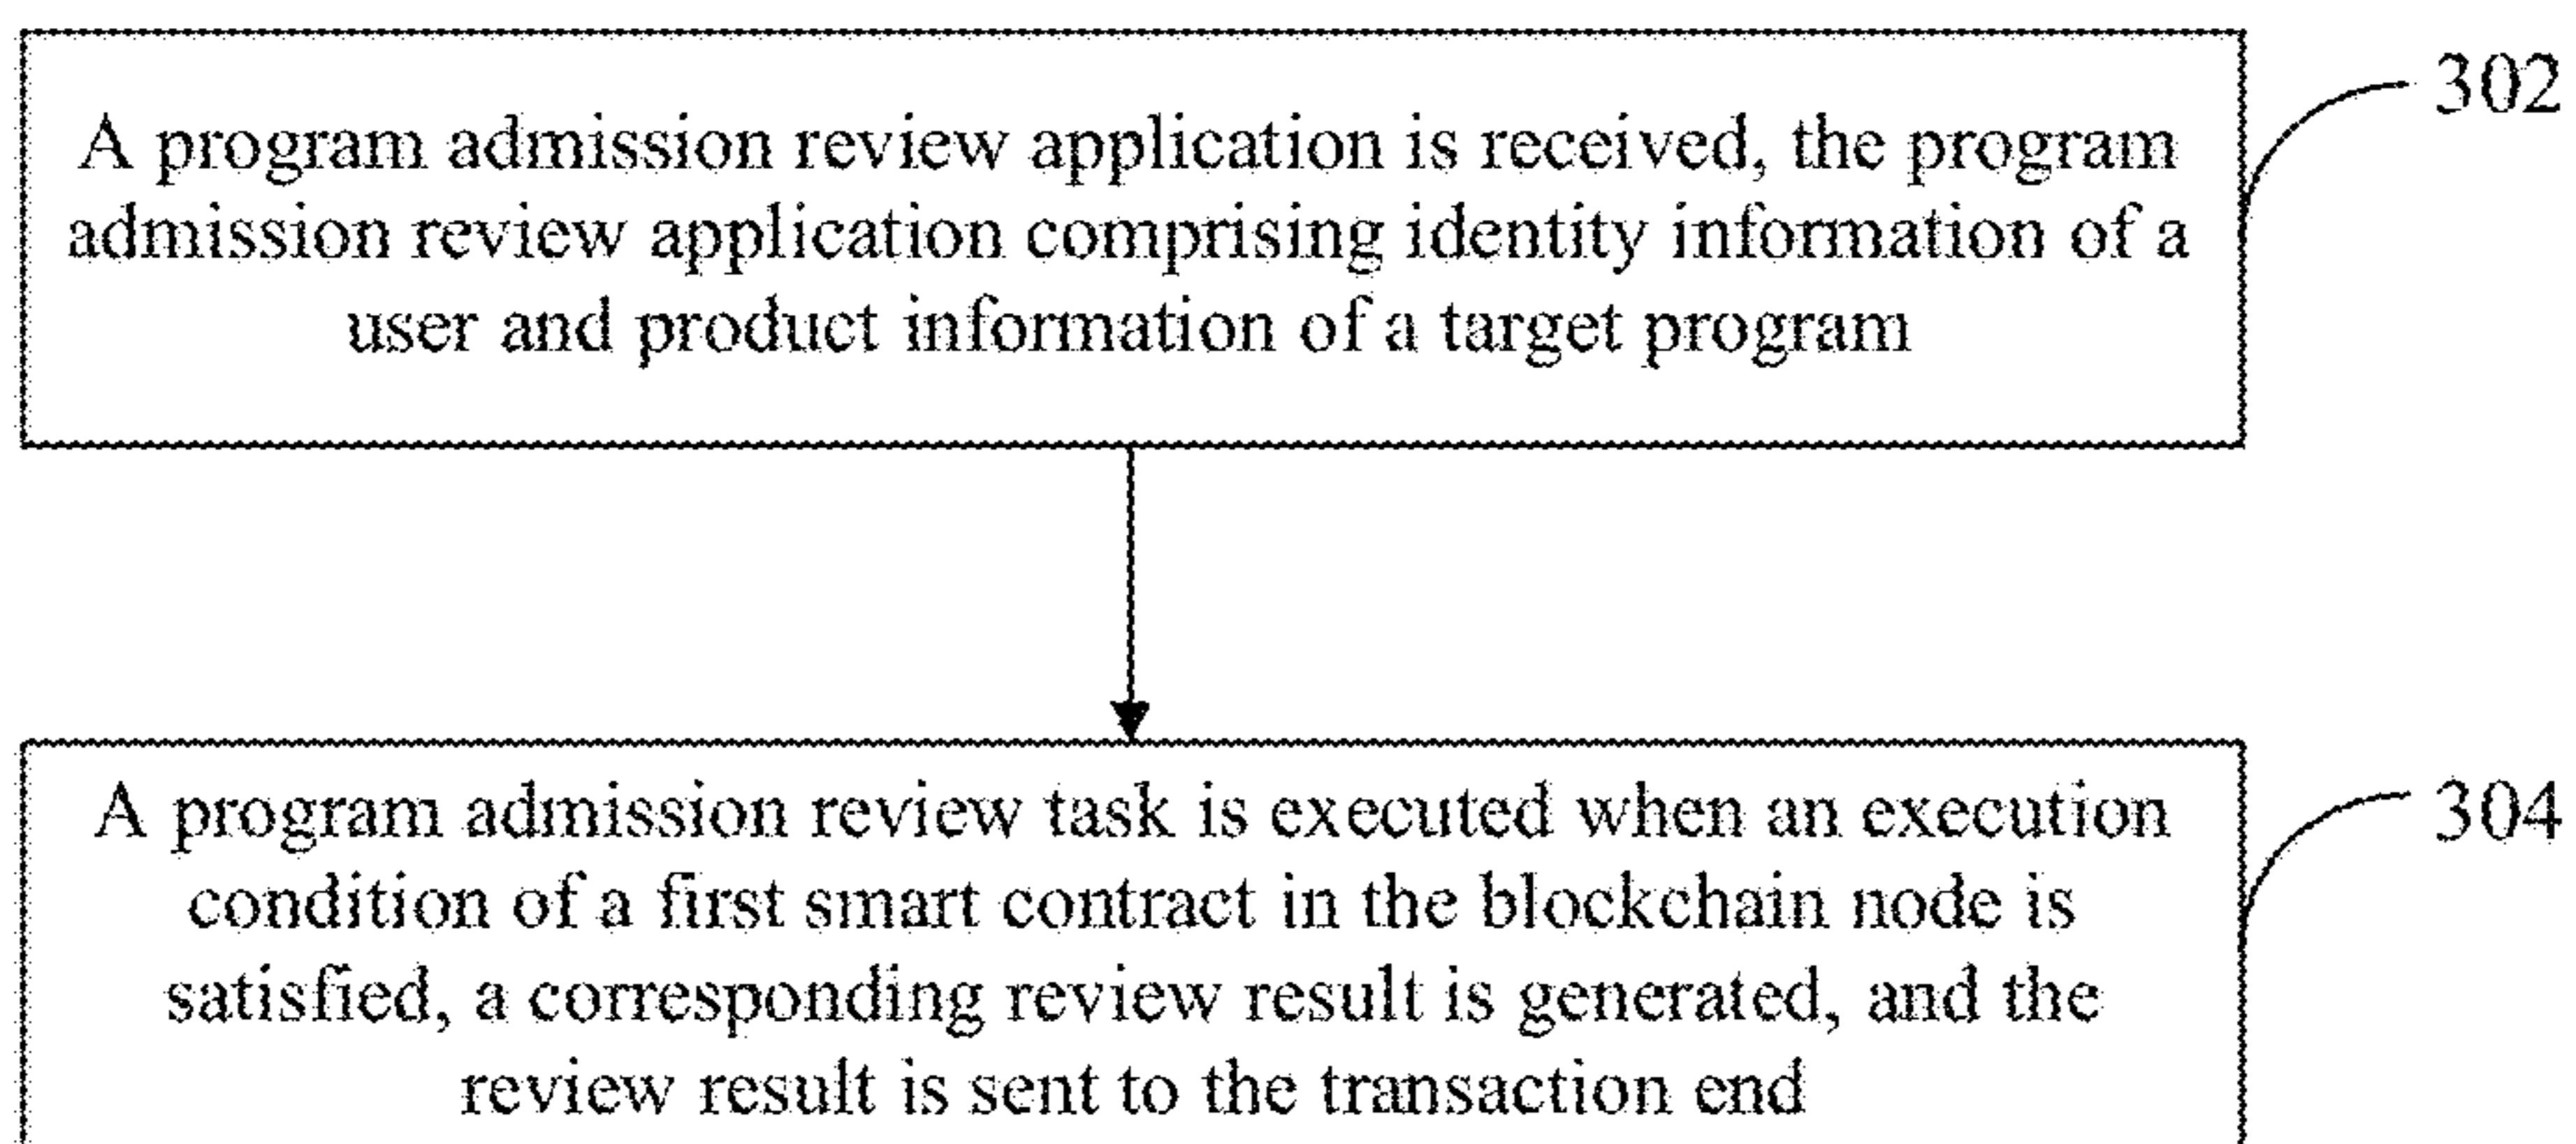 A program admission review application is received, the program
admission review application comprising identity information of a
user and product information of a target program
302
A program admission review task is executed when an execution
condition of a first smart contract in the blockchain node is
satisfied, a corresponding review result is generated, and the
review result is sent to the transaction end
304